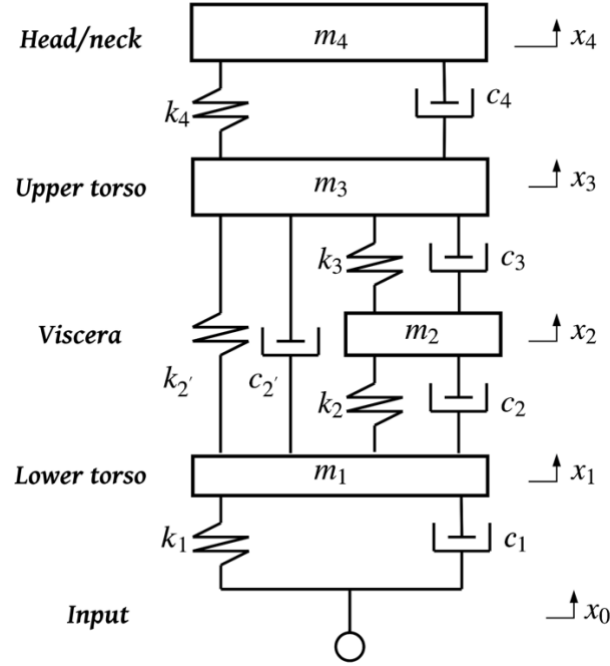 Head/neck m₄ x₄
k₄ c₄
Upper torso m₃ x₃
k₃ c₃
Viscera m₂ x₂
k₂′ c₂′ k₂ c₂
Lower torso m₁ x₁
k₁ c₁
Input x₀